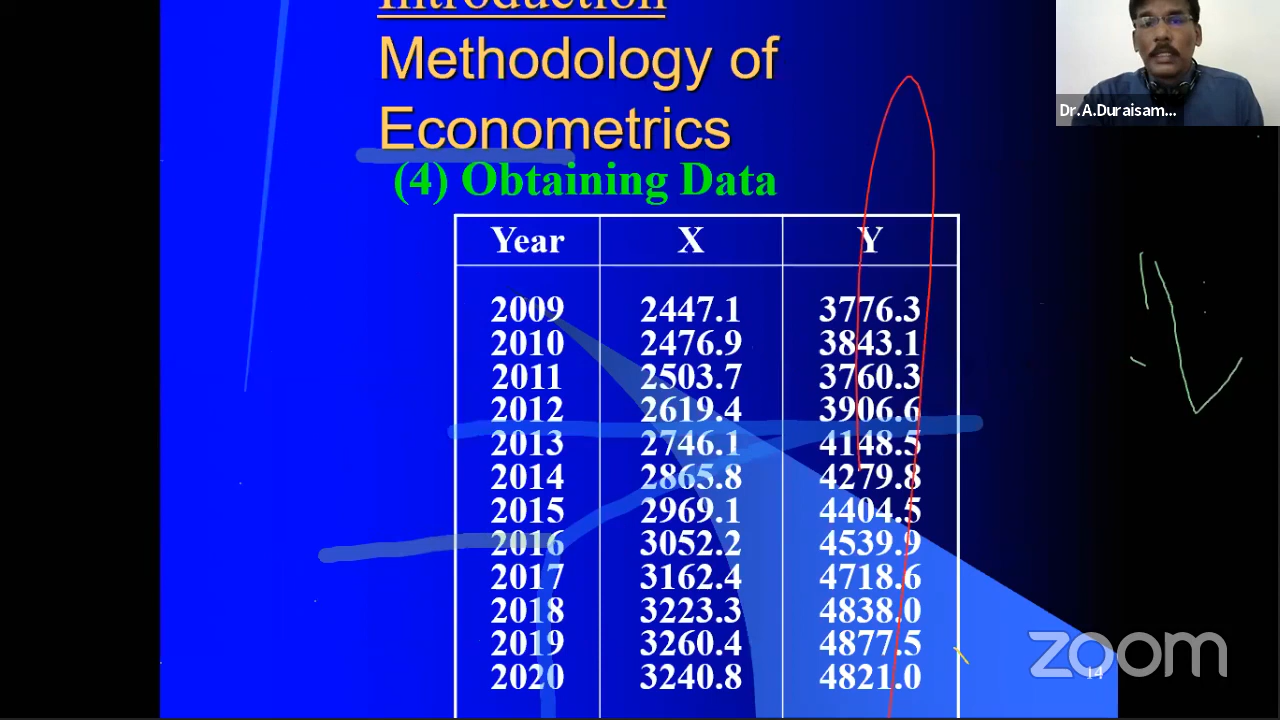 Introduction
Methodology of
Econometrics
(4) Obtaining Data
Year X Y
2009 2447.1 3776.3
2010 2476.9 3843.1
2011 2503.7 3760.3
2012 2619.4 3906.6
2013 2746.1 4148.5
2014 2865.8 4279.8
2015 2969.1 4404.5
2016 3052.2 4539.9
2017 3162.4 4718.6
2018 3223.3 4838.0
2019 3260.4 4877.5
2020 3240.8 4821.0
Dr.A.Duraisam...
zoom
14